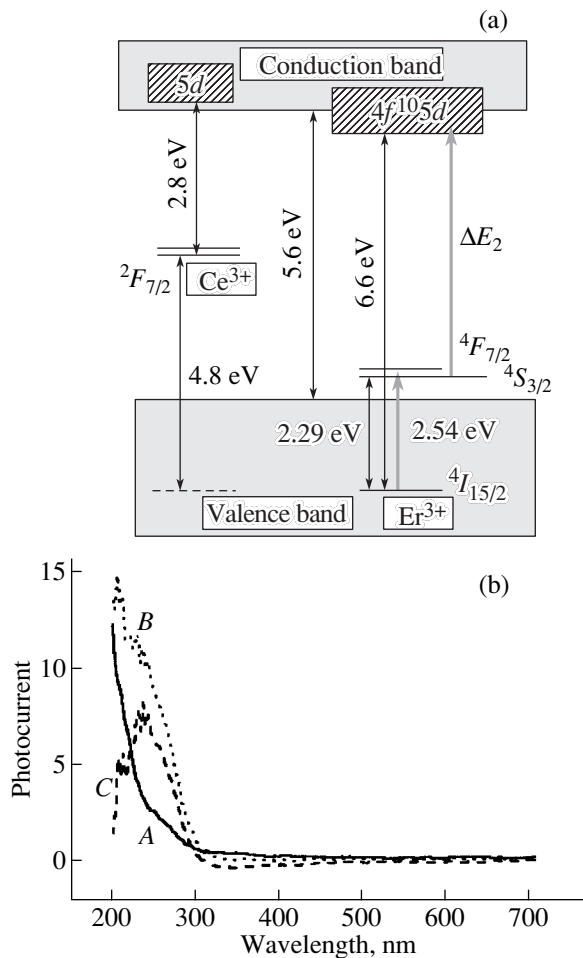 (a)
5d
Conduction band
4f¹⁰5d
2.8 eV
5.6 eV
6.6 eV
ΔE₂
²F₇/₂
Ce³⁺
⁴F₇/₂
⁴S₃/₂
4.8 eV
2.29 eV
2.54 eV
⁴I₁₅/₂
Valence band
Er³⁺
(b)
15
10
5
0
Photocurrent
B
C
A
200 300 400 500 600 700
Wavelength, nm